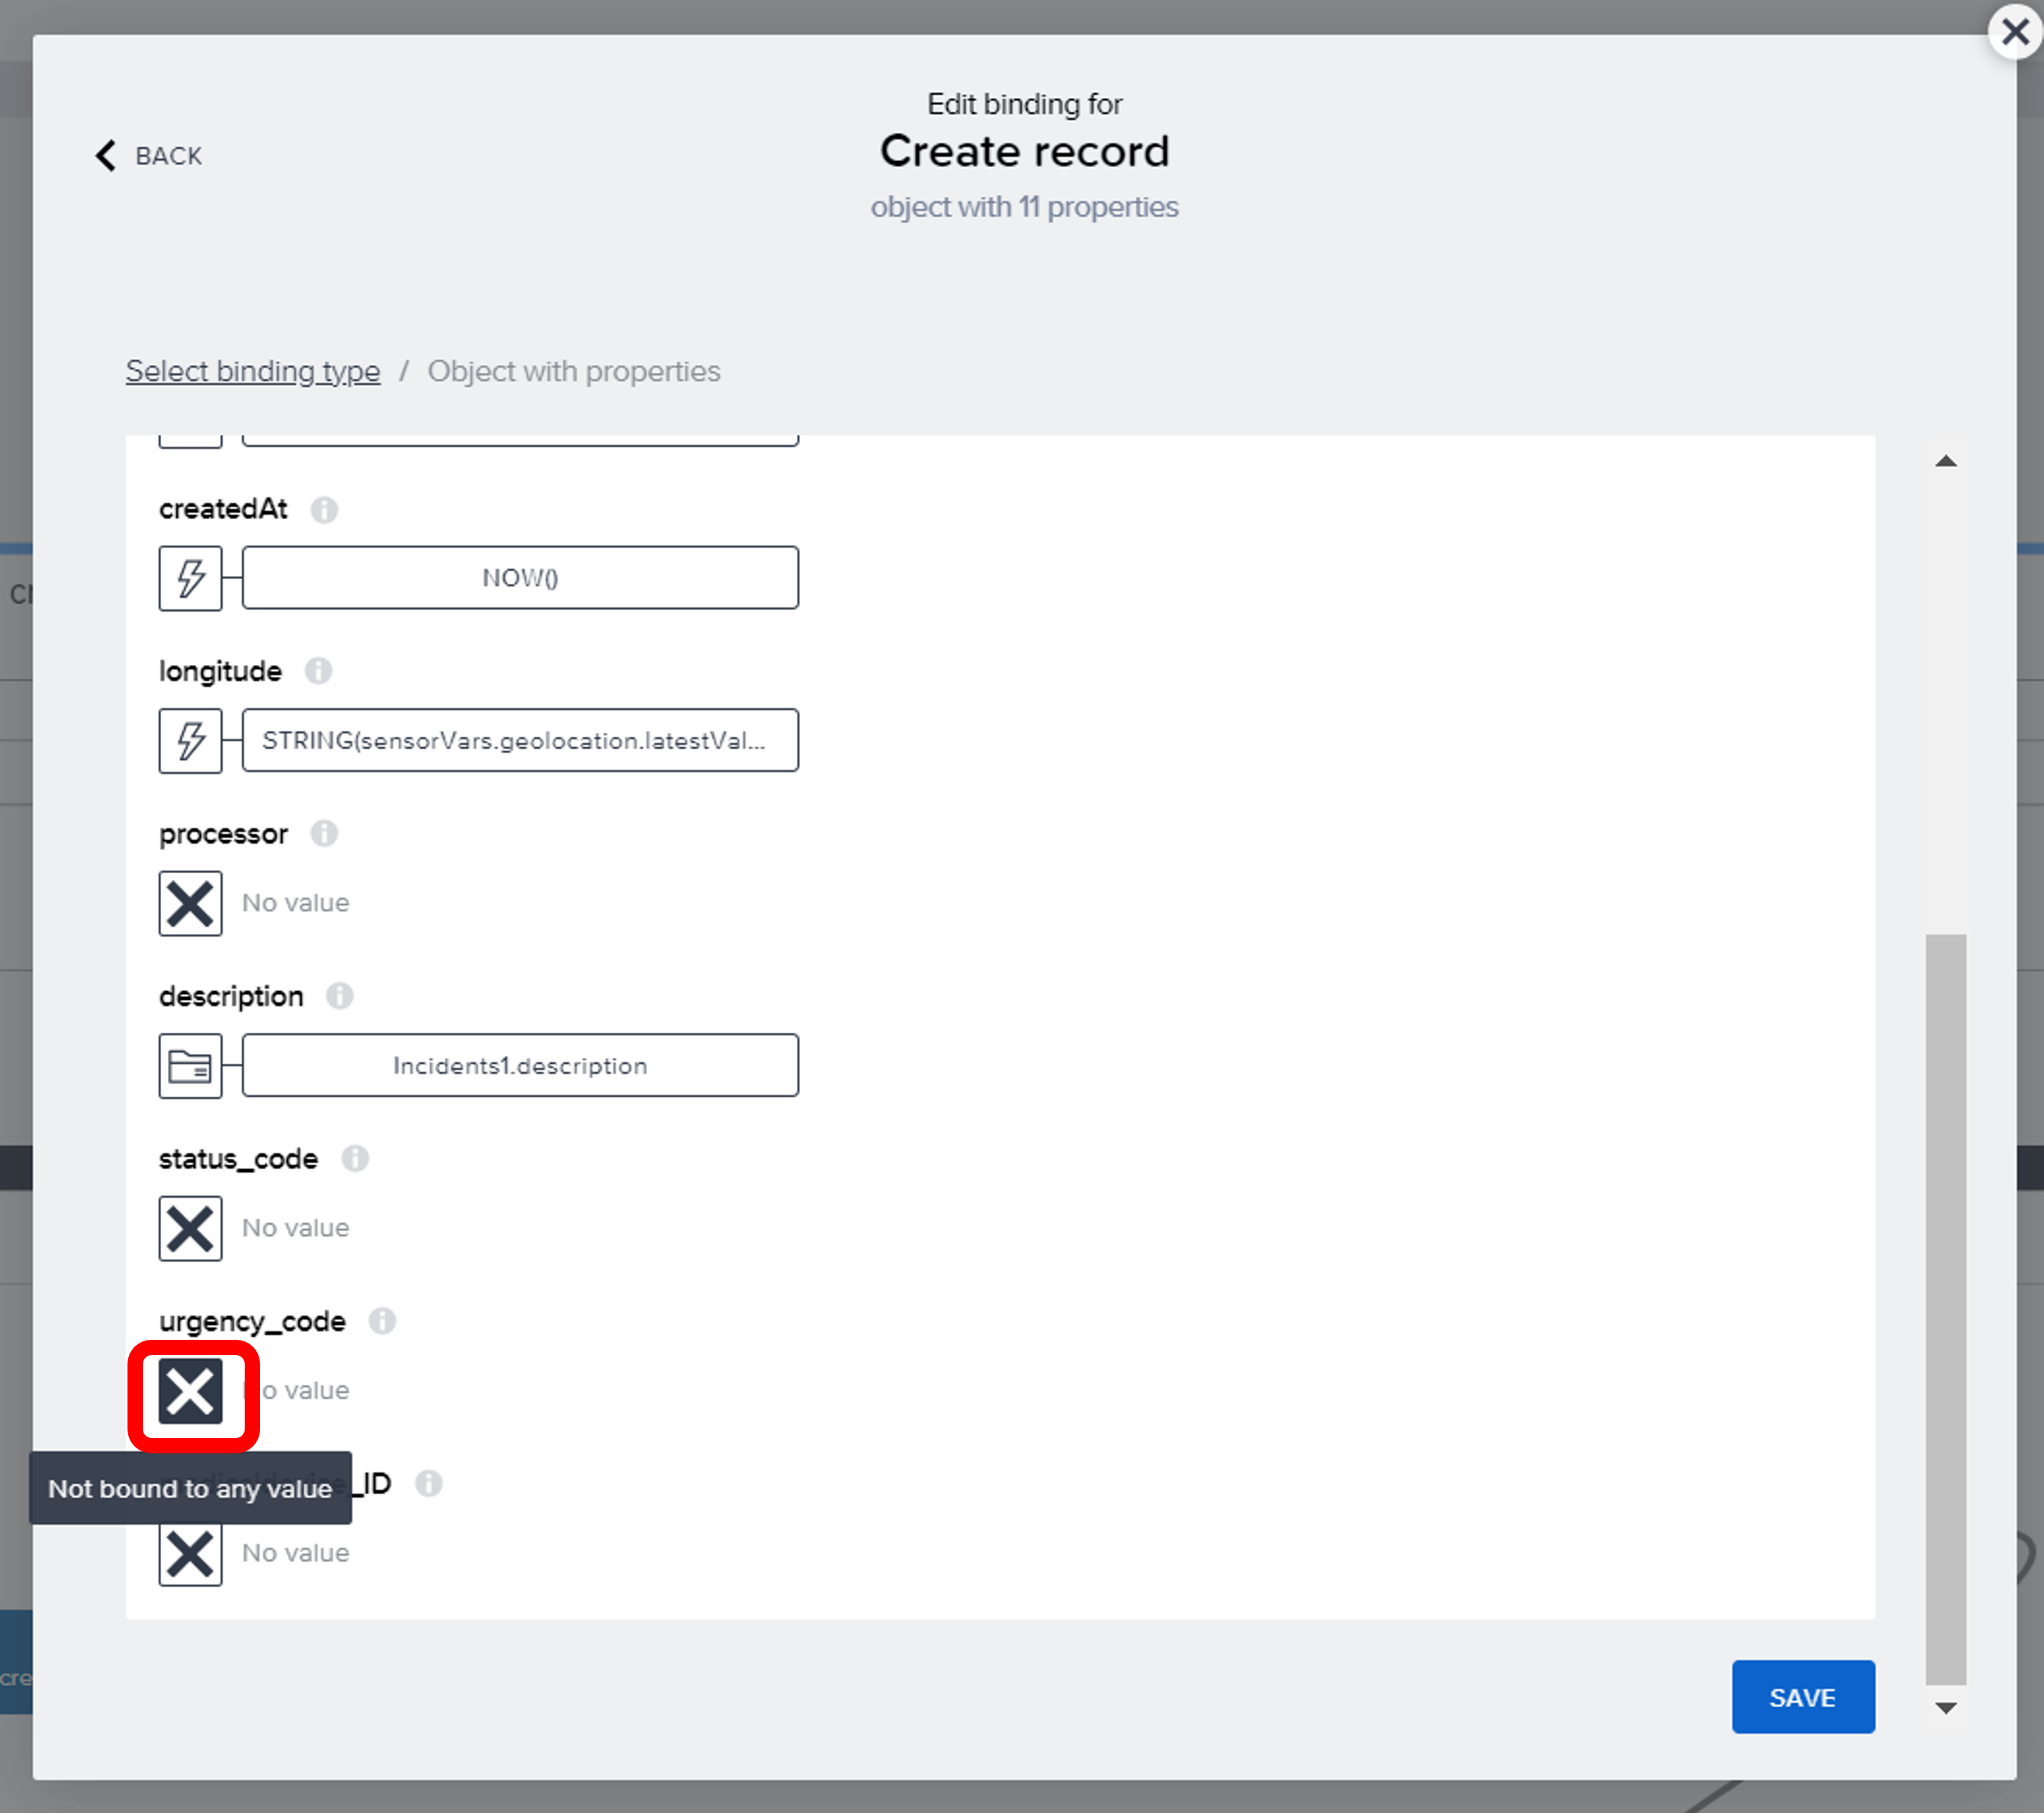 Edit binding for
BACK
Create record
object with 11 properties
Select binding type / Object with properties
createdAt
NOW()
longitude
STRING(sensorVars.geolocation.latestVal...
processor
No value
description
Incidents1.description
status_code
No value
urgency_code
o value
Not bound to any value
_ID
No value
cre
SAVE